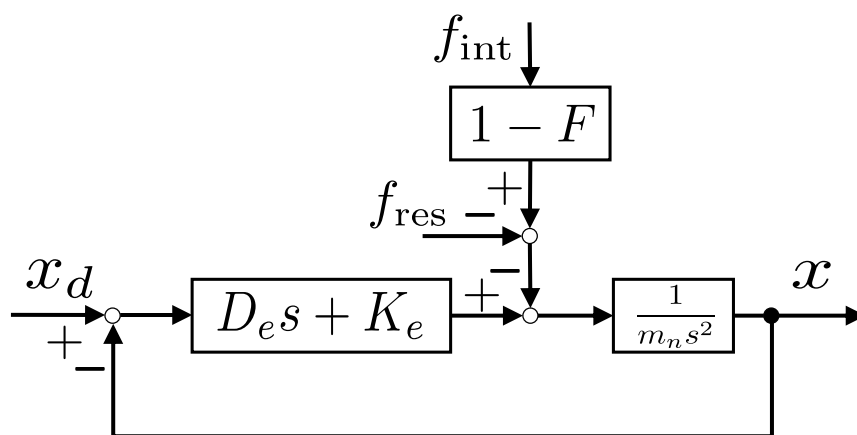 f_int
1 − F
+
f_res −
x_d
−
x
+
D_e s + K_e
+
1/(m_n s^2)
−